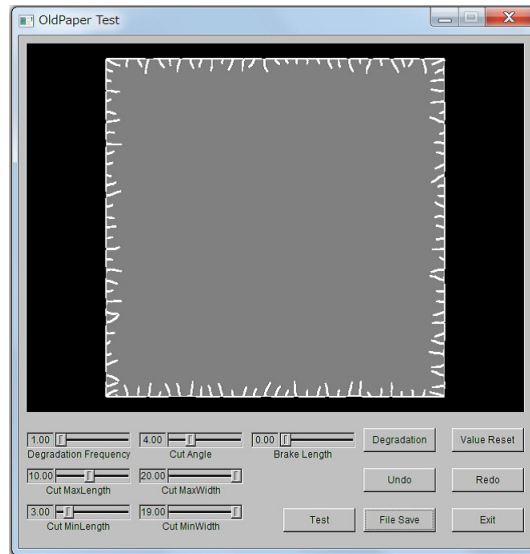 OldPaper Test
1.00 4.00 0.00 Degradation Value Reset
Degradation Frequency Cut Angle Brake Length
10.00 20.00 Undo Redo
Cut MaxLength Cut MaxWidth
3.00 19.00 Test File Save Exit
Cut MinLength Cut MinWidth